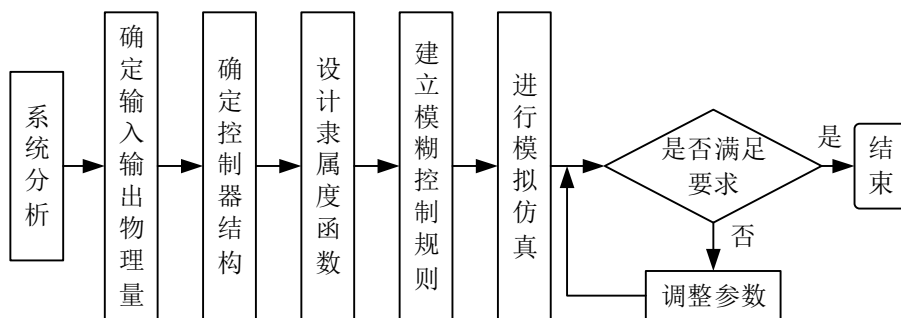 系统分析
确定输入输出物理量
确定控制器结构
设计隶属度函数
建立模糊控制规则
进行模拟仿真
是否满足
要求
是
结束
否
调整参数